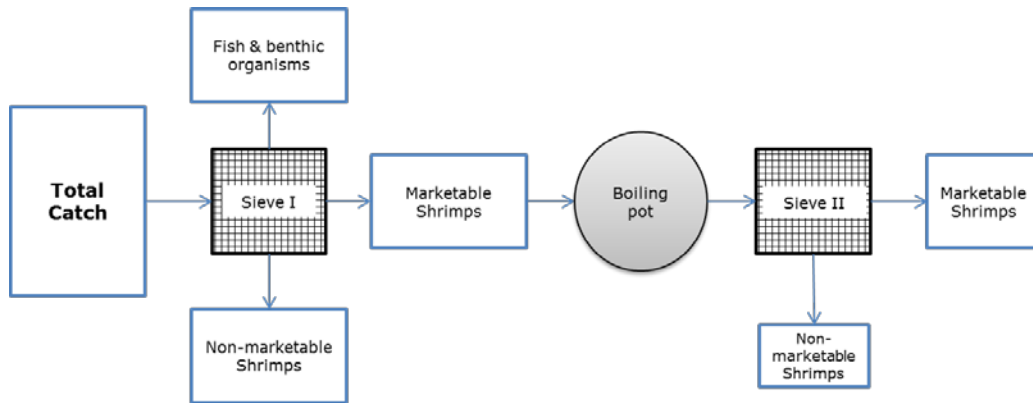 Fish & benthic
organisms
Total
Catch
Sieve I
Marketable
Shrimps
Boiling
pot
Sieve II
Marketable
Shrimps
Non-marketable
Shrimps
Non-
marketable
Shrimps